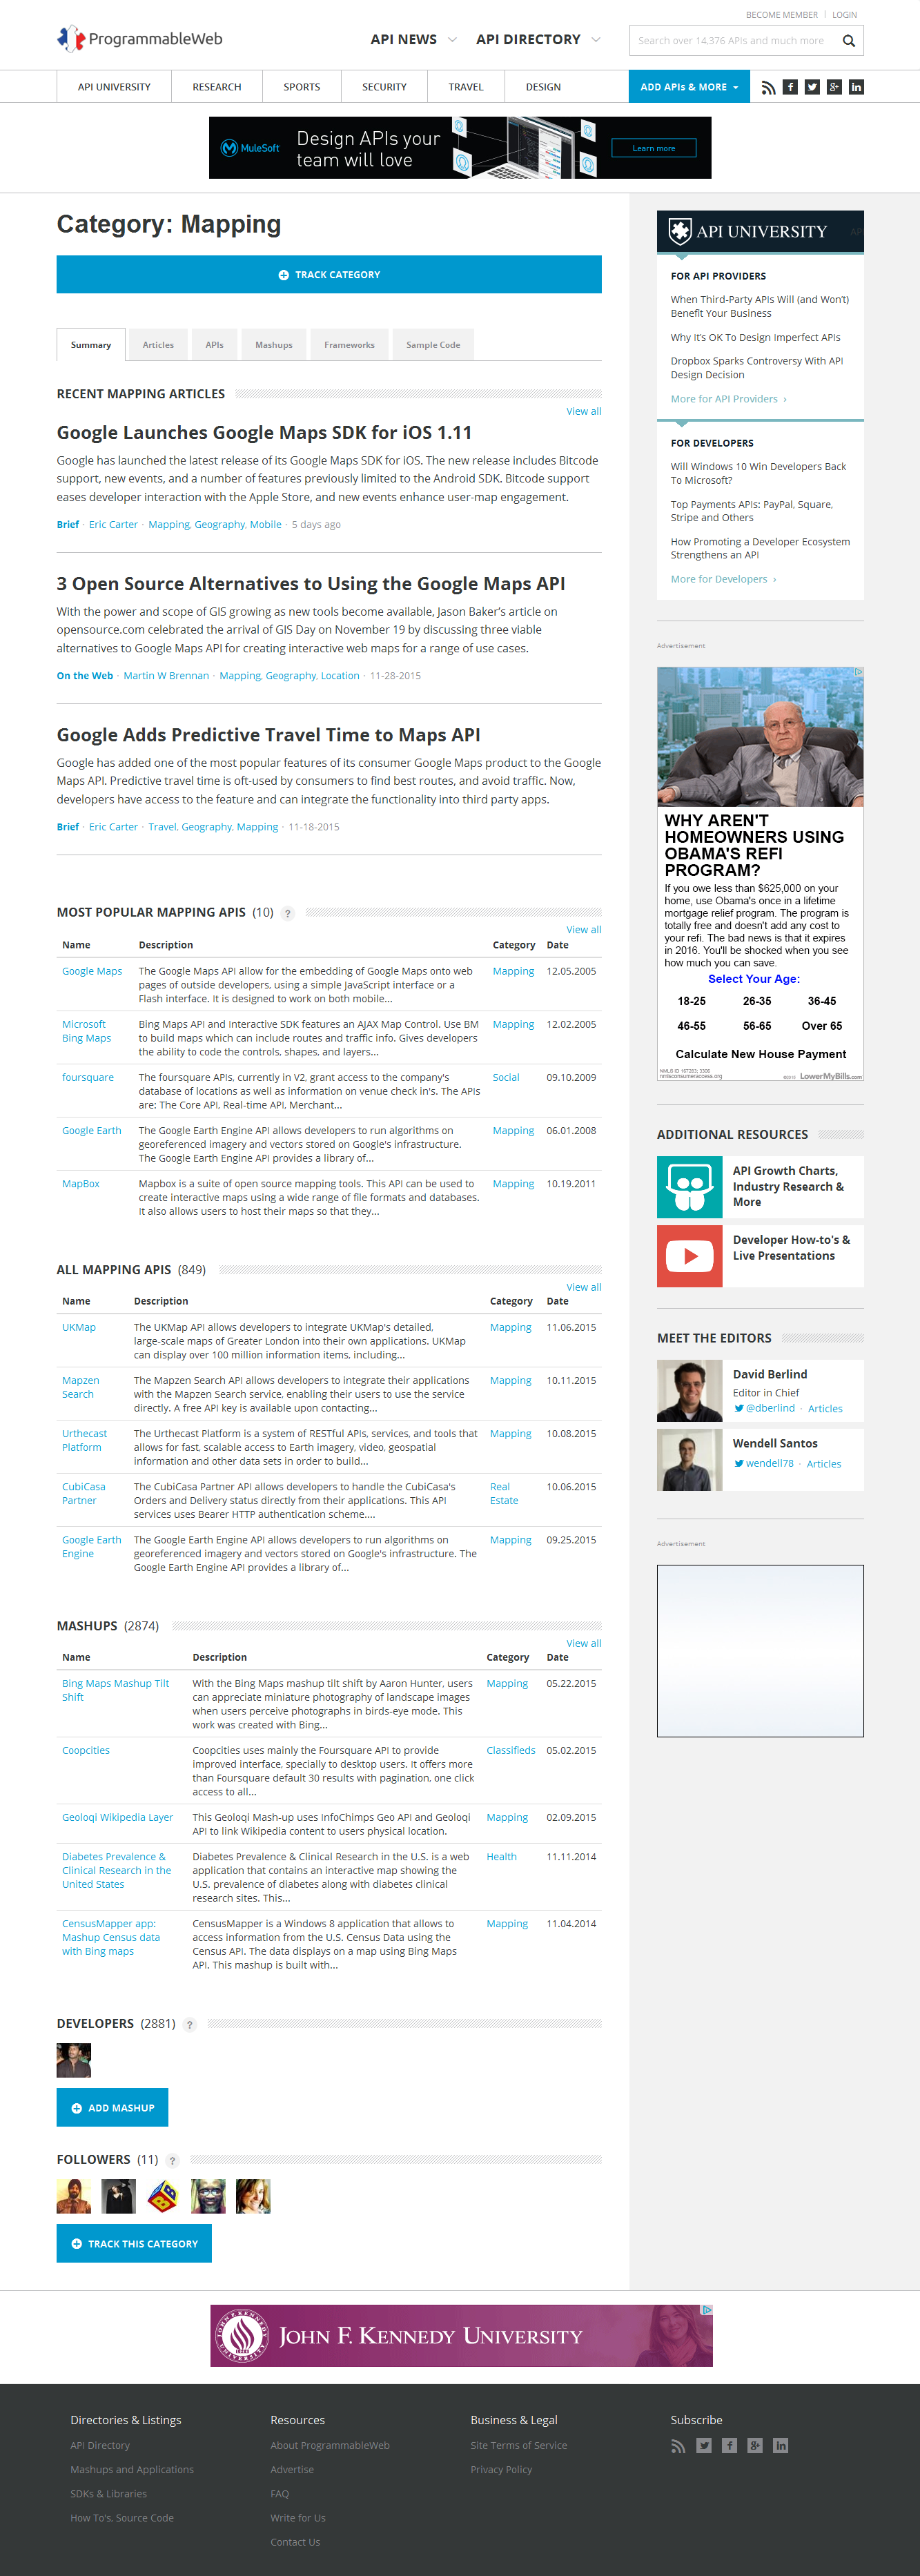 BECOME MEMBER | LOGIN
ProgrammableWeb
API NEWS
API DIRECTORY
Search over 14,376 APIs and much more
API UNIVERSITY
RESEARCH
SPORTS
SECURITY
TRAVEL
DESIGN
ADD APIs & MORE
MuleSoft
Design APIs your
team will love
Learn more
Category: Mapping
TRACK CATEGORY
Summary
Articles
APIs
Mashups
Frameworks
Sample Code
RECENT MAPPING ARTICLES
View all
Google Launches Google Maps SDK for iOS 1.11
Google has launched the latest release of its Google Maps SDK for iOS. The new release includes Bitcode
support, new events, and a number of features previously limited to the Android SDK. Bitcode support
eases developer interaction with the Apple Store, and new events enhance user-map engagement.
Brief · Eric Carter · Mapping, Geography, Mobile · 5 days ago
3 Open Source Alternatives to Using the Google Maps API
With the power and scope of GIS growing as new tools become available, Jason Baker's article on
opensource.com celebrated the arrival of GIS Day on November 19 by discussing three viable
alternatives to Google Maps API for creating interactive web maps for a range of use cases.
On the Web · Martin W Brennan · Mapping, Geography, Location · 11-28-2015
Google Adds Predictive Travel Time to Maps API
Google has added one of the most popular features of its consumer Google Maps product to the Google
Maps API. Predictive travel time is oft-used by consumers to find best routes, and avoid traffic. Now,
developers have access to the feature and can integrate the functionality into third party apps.
Brief · Eric Carter · Travel, Geography, Mapping · 11-18-2015
MOST POPULAR MAPPING APIS (10) ?
View all
Name Description Category Date
Google Maps The Google Maps API allow for the embedding of Google Maps onto web Mapping 12.05.2005
pages of outside developers, using a simple JavaScript interface or a
Flash interface. It is designed to work on both mobile...
Microsoft Bing Maps API and Interactive SDK features an AJAX Map Control. Use BM Mapping 12.02.2005
Bing Maps to build maps which can include routes and traffic info. Gives developers
the ability to code the controls, shapes, and layers...
foursquare The foursquare APIs, currently in V2, grant access to the company's Social 09.10.2009
database of locations as well as information on venue check in's. The APIs
are: The Core API, Real-time API, Merchant...
Google Earth The Google Earth Engine API allows developers to run algorithms on Mapping 06.01.2008
georeferenced imagery and vectors stored on Google's infrastructure.
The Google Earth Engine API provides a library of...
MapBox Mapbox is a suite of open source mapping tools. This API can be used to Mapping 10.19.2011
create interactive maps using a wide range of file formats and databases.
It also allows users to host their maps so that they...
ALL MAPPING APIS (849)
View all
Name Description Category Date
UKMap The UKMap API allows developers to integrate UKMap's detailed, Mapping 11.06.2015
large-scale maps of Greater London into their own applications. UKMap
can display over 100 million information items, including...
Mapzen The Mapzen Search API allows developers to integrate their applications Mapping 10.11.2015
Search with the Mapzen Search service, enabling their users to use the service
directly. A free API key is available upon contacting...
Urthecast The Urthecast Platform is a system of RESTful APIs, services, and tools that Mapping 10.08.2015
Platform allows for fast, scalable access to Earth imagery, video, geospatial
information and other data sets in order to build...
CubiCasa The CubiCasa Partner API allows developers to handle the CubiCasa's Real 10.06.2015
Partner Orders and Delivery status directly from their applications. This API Estate
services uses Bearer HTTP authentication scheme....
Google Earth The Google Earth Engine API allows developers to run algorithms on Mapping 09.25.2015
Engine georeferenced imagery and vectors stored on Google's infrastructure. The
Google Earth Engine API provides a library of...
MASHUPS (2874)
View all
Name Description Category Date
Bing Maps Mashup Tilt With the Bing Maps mashup tilt shift by Aaron Hunter, users Mapping 05.22.2015
Shift can appreciate miniature photography of landscape images
when users perceive photographs in birds-eye mode. This
work was created with Bing...
Coopcities Coopcities uses mainly the Foursquare API to provide Classifieds 05.02.2015
improved interface, specially to desktop users. It offers more
than Foursquare default 30 results with pagination, one click
access to all...
Geoloqi Wikipedia Layer This Geoloqi Mash-up uses InfoChimps Geo API and Geoloqi Mapping 02.09.2015
API to link Wikipedia content to users physical location.
Diabetes Prevalence & Diabetes Prevalence & Clinical Research in the U.S. is a web Health 11.11.2014
Clinical Research in the application that contains an interactive map showing the
United States U.S. prevalence of diabetes along with diabetes clinical
research sites. This...
CensusMapper app: CensusMapper is a Windows 8 application that allows to Mapping 11.04.2014
Mashup Census data access information from the U.S. Census Data using the
with Bing maps Census API. The data displays on a map using Bing Maps
API. This mashup is built with...
DEVELOPERS (2881) ?
ADD MASHUP
FOLLOWERS (11) ?
TRACK THIS CATEGORY
API UNIVERSITY
FOR API PROVIDERS
When Third-Party APIs Will (and Won't)
Benefit Your Business
Why It's OK To Design Imperfect APIs
Dropbox Sparks Controversy With API
Design Decision
More for API Providers ›
FOR DEVELOPERS
Will Windows 10 Win Developers Back
To Microsoft?
Top Payments APIs: PayPal, Square,
Stripe and Others
How Promoting a Developer Ecosystem
Strengthens an API
More for Developers ›
Advertisement
WHY AREN'T
HOMEOWNERS USING
OBAMA'S REFI
PROGRAM?
If you owe less than $625,000 on your
home, use Obama's once in a lifetime
mortgage relief program. The program is
totally free and doesn't add any cost to
your refi. The bad news is that it expires
in 2016. You'll be shocked when you see
how much you can save.
Select Your Age:
18-25 26-35 36-45
46-55 56-65 Over 65
Calculate New House Payment
LowerMyBills.com
ADDITIONAL RESOURCES
API Growth Charts,
Industry Research &
More
Developer How-to's &
Live Presentations
MEET THE EDITORS
David Berlind
Editor in Chief
@dberlind · Articles
Wendell Santos
wendell78 · Articles
Advertisement
JOHN F. KENNEDY UNIVERSITY
Directories & Listings
API Directory
Mashups and Applications
SDKs & Libraries
How To's, Source Code
Resources
About ProgrammableWeb
Advertise
FAQ
Write for Us
Contact Us
Business & Legal
Site Terms of Service
Privacy Policy
Subscribe